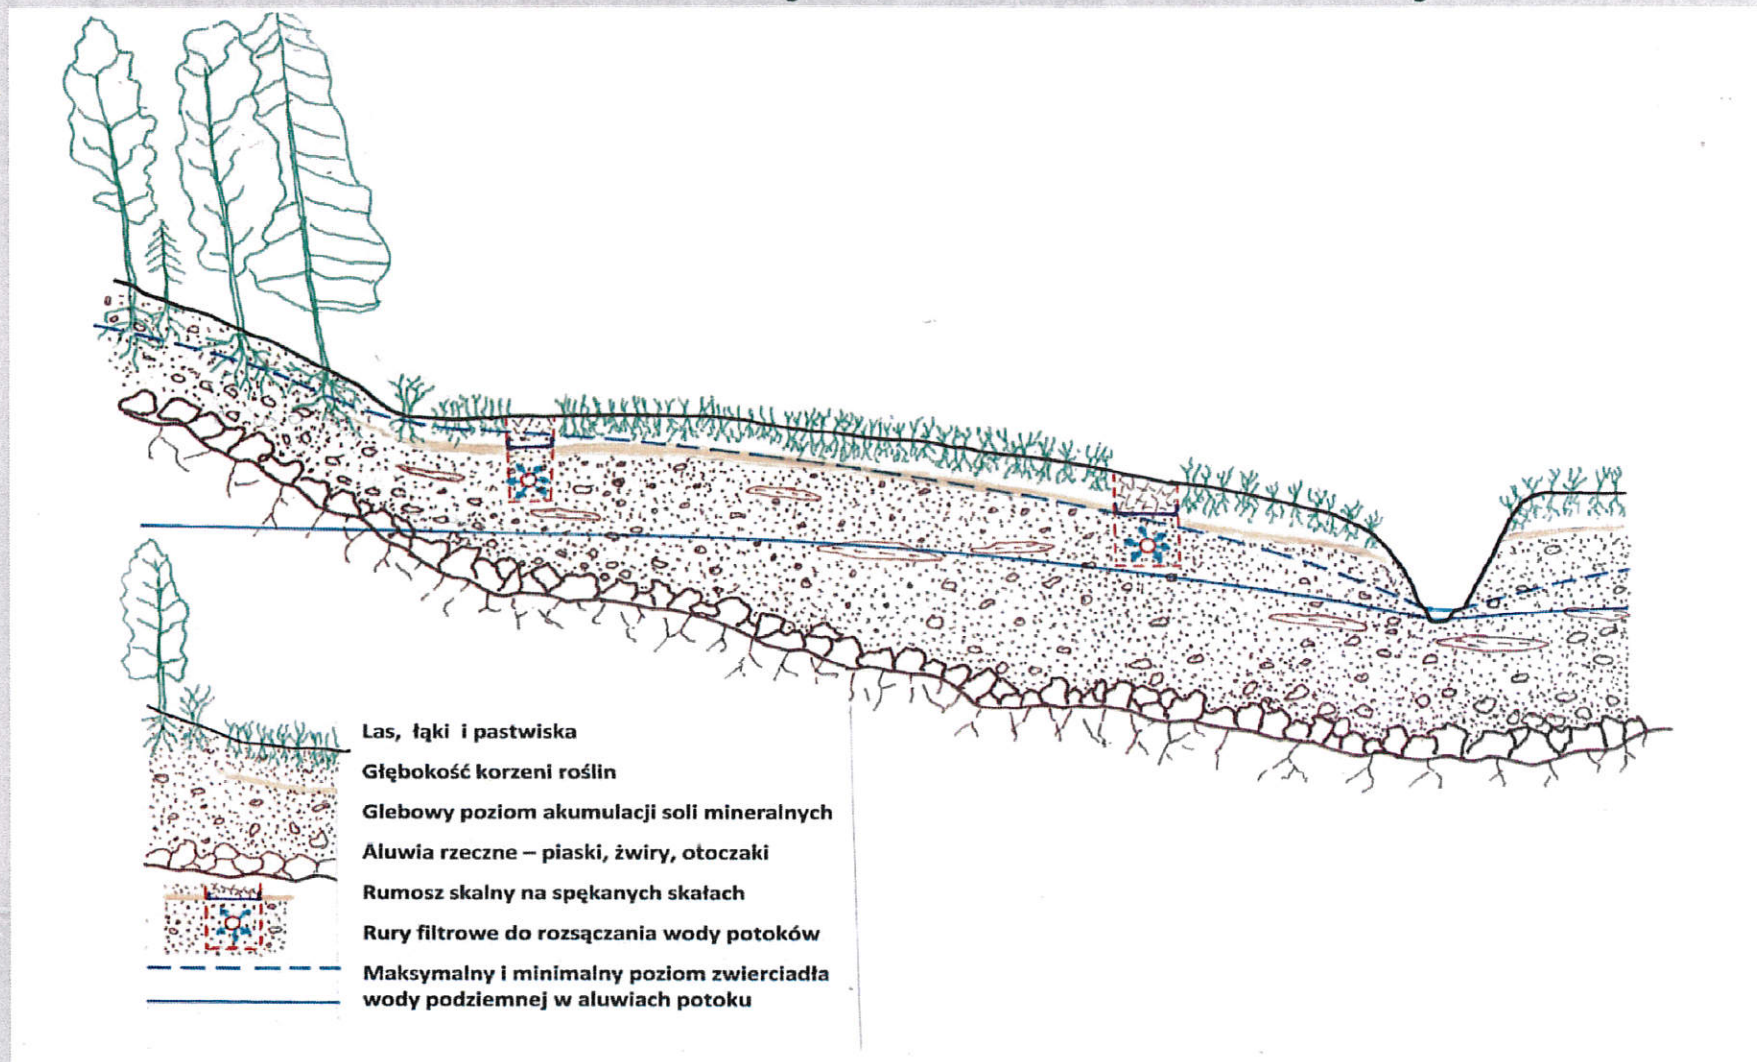 Las, łąki i pastwiska
Głębokość korzeni roślin
Glebowy poziom akumulacji soli mineralnych
Aluwia rzeczne – piaski, żwiry, otoczaki
Rumosz skalny na spękanych skałach
Rury filtrowe do rozsączania wody potoków
Maksymalny i minimalny poziom zwierciadła
wody podziemnej w aluwiach potoku